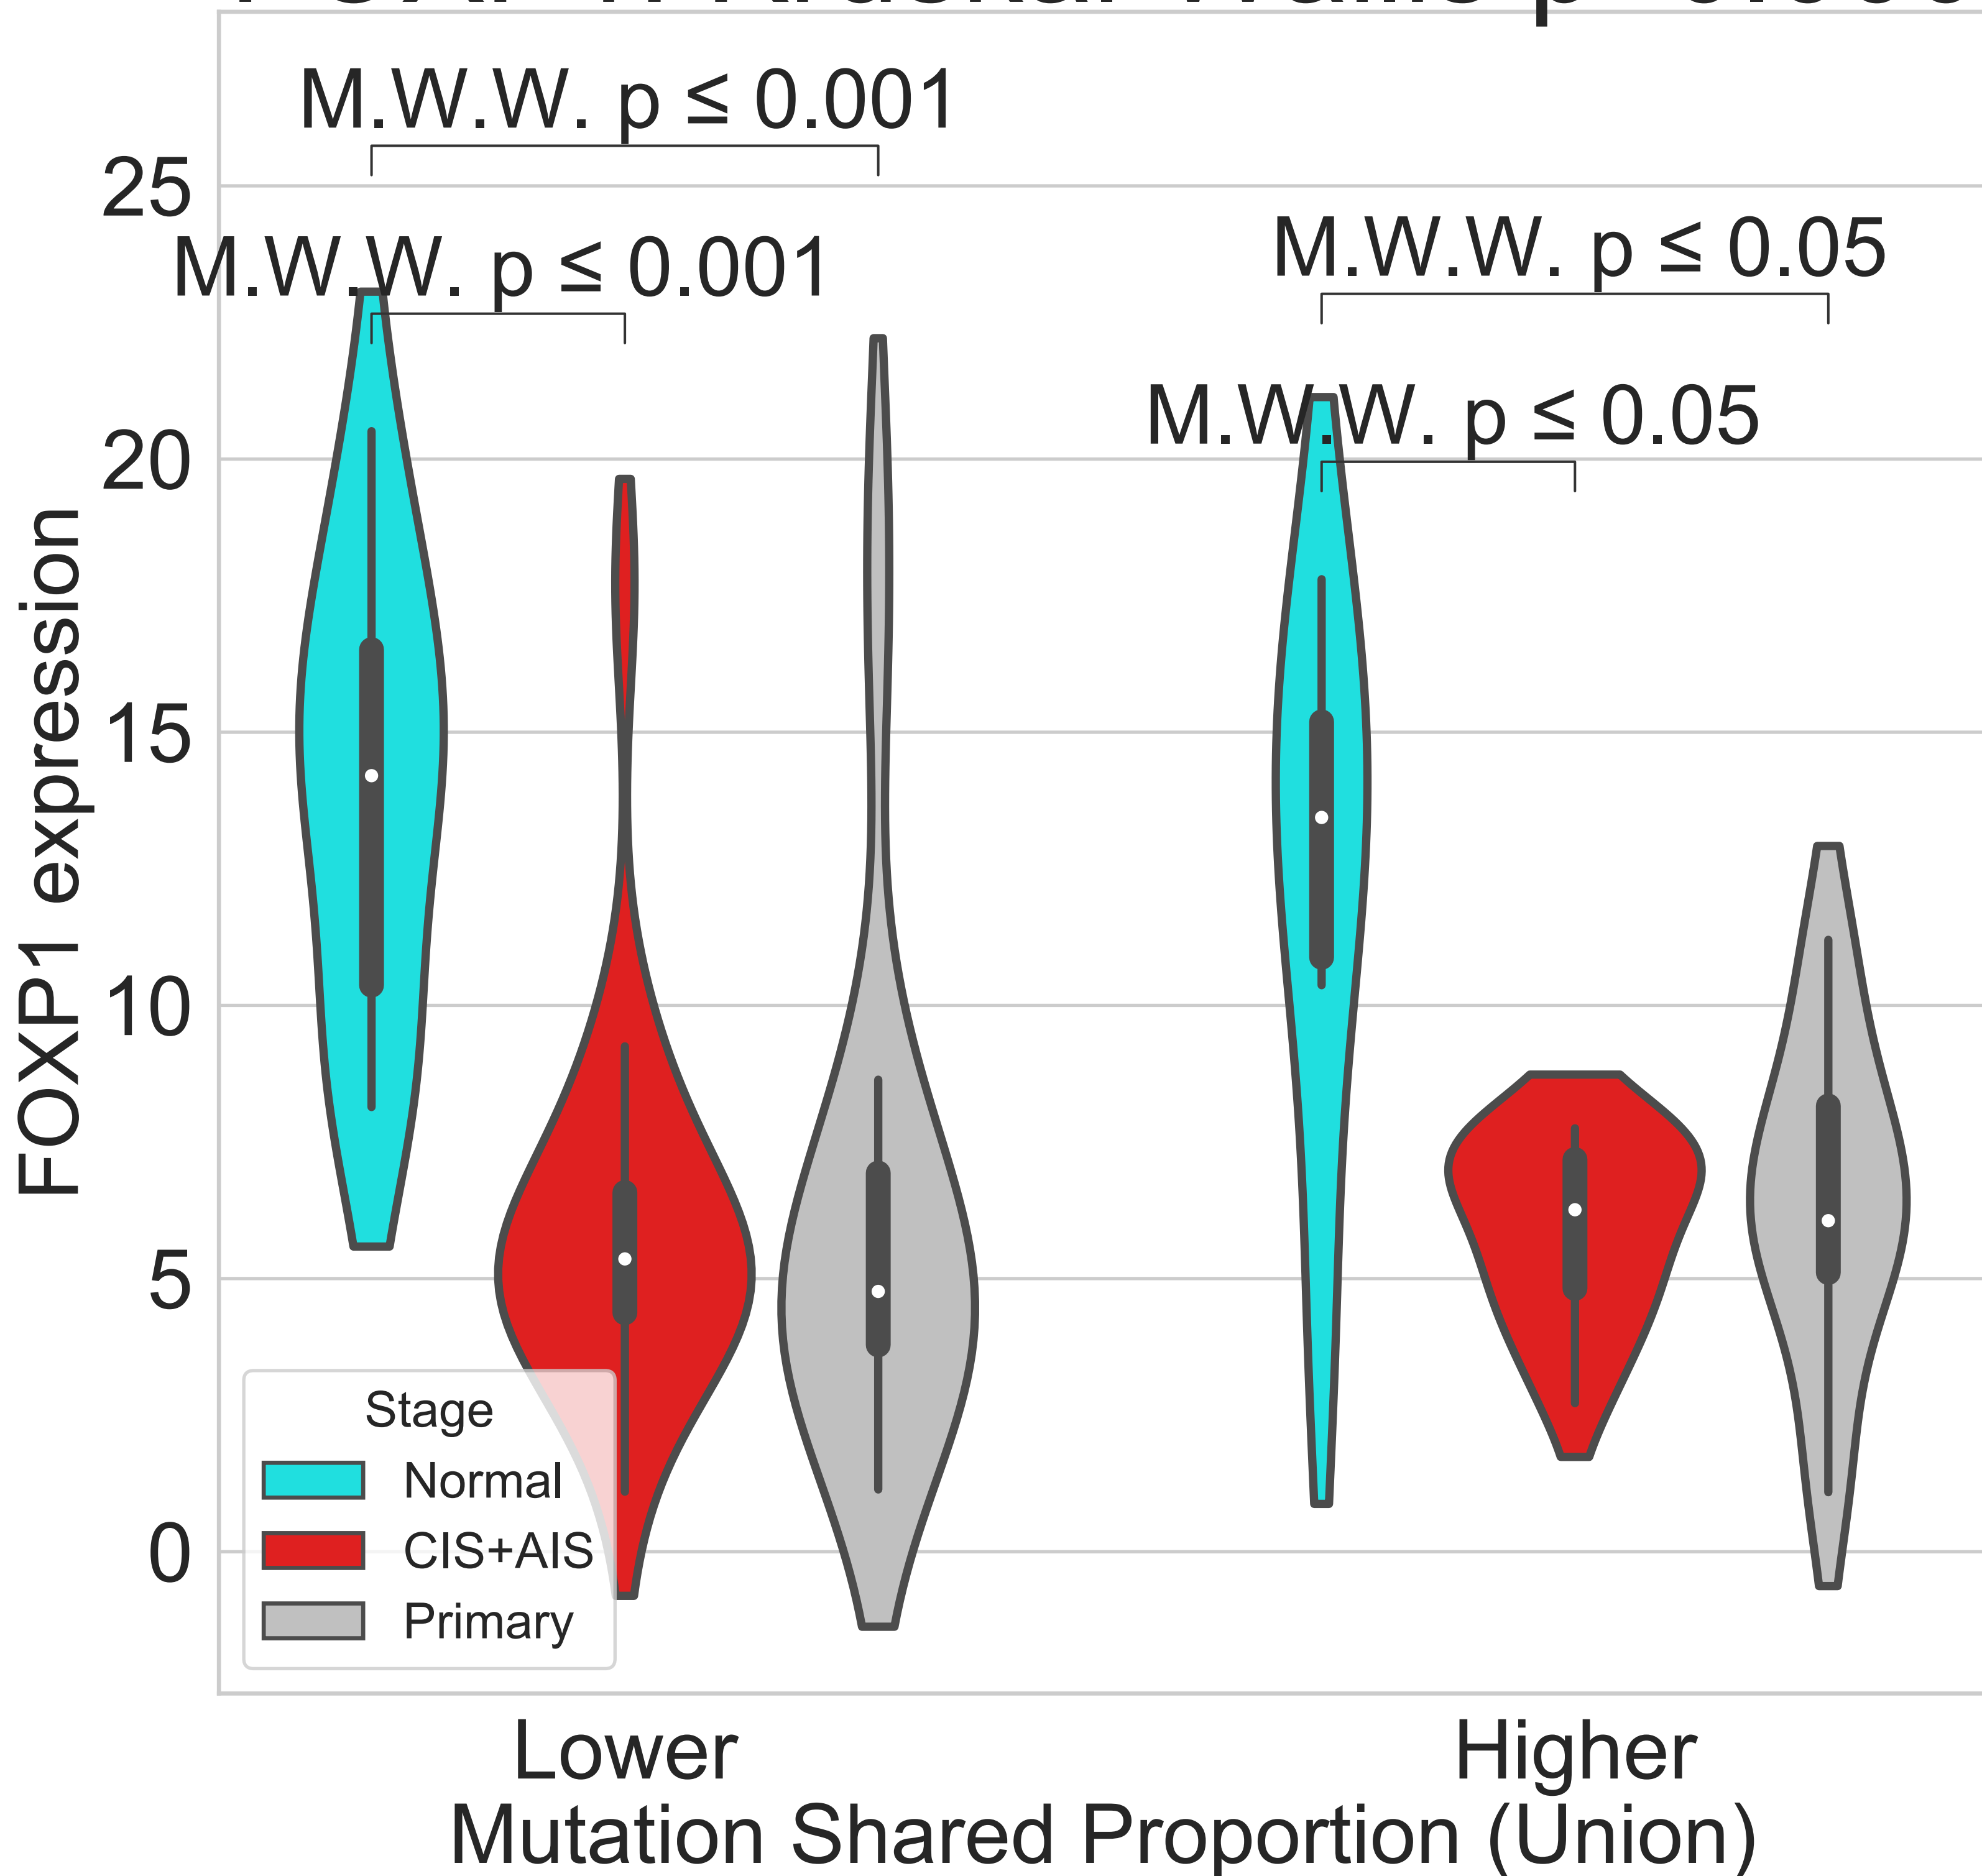 M.W.W. p ≤ 0.001
25
M.W.W. p ≤ 0.001
M.W.W. p ≤ 0.05
M.W.W. p ≤ 0.05
20
15
10
5
0
FOXP1 expression
Stage
Normal
CIS+AIS
Primary
Lower
Higher
Mutation Shared Proportion (Union)